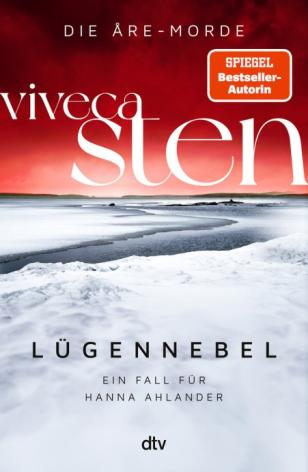 DIE ÅRE-MORDE
SPIEGEL
Bestseller-
Autorin
viveca
sten
LÜGENNEBEL
EIN FALL FÜR
HANNA AHLANDER
dtv